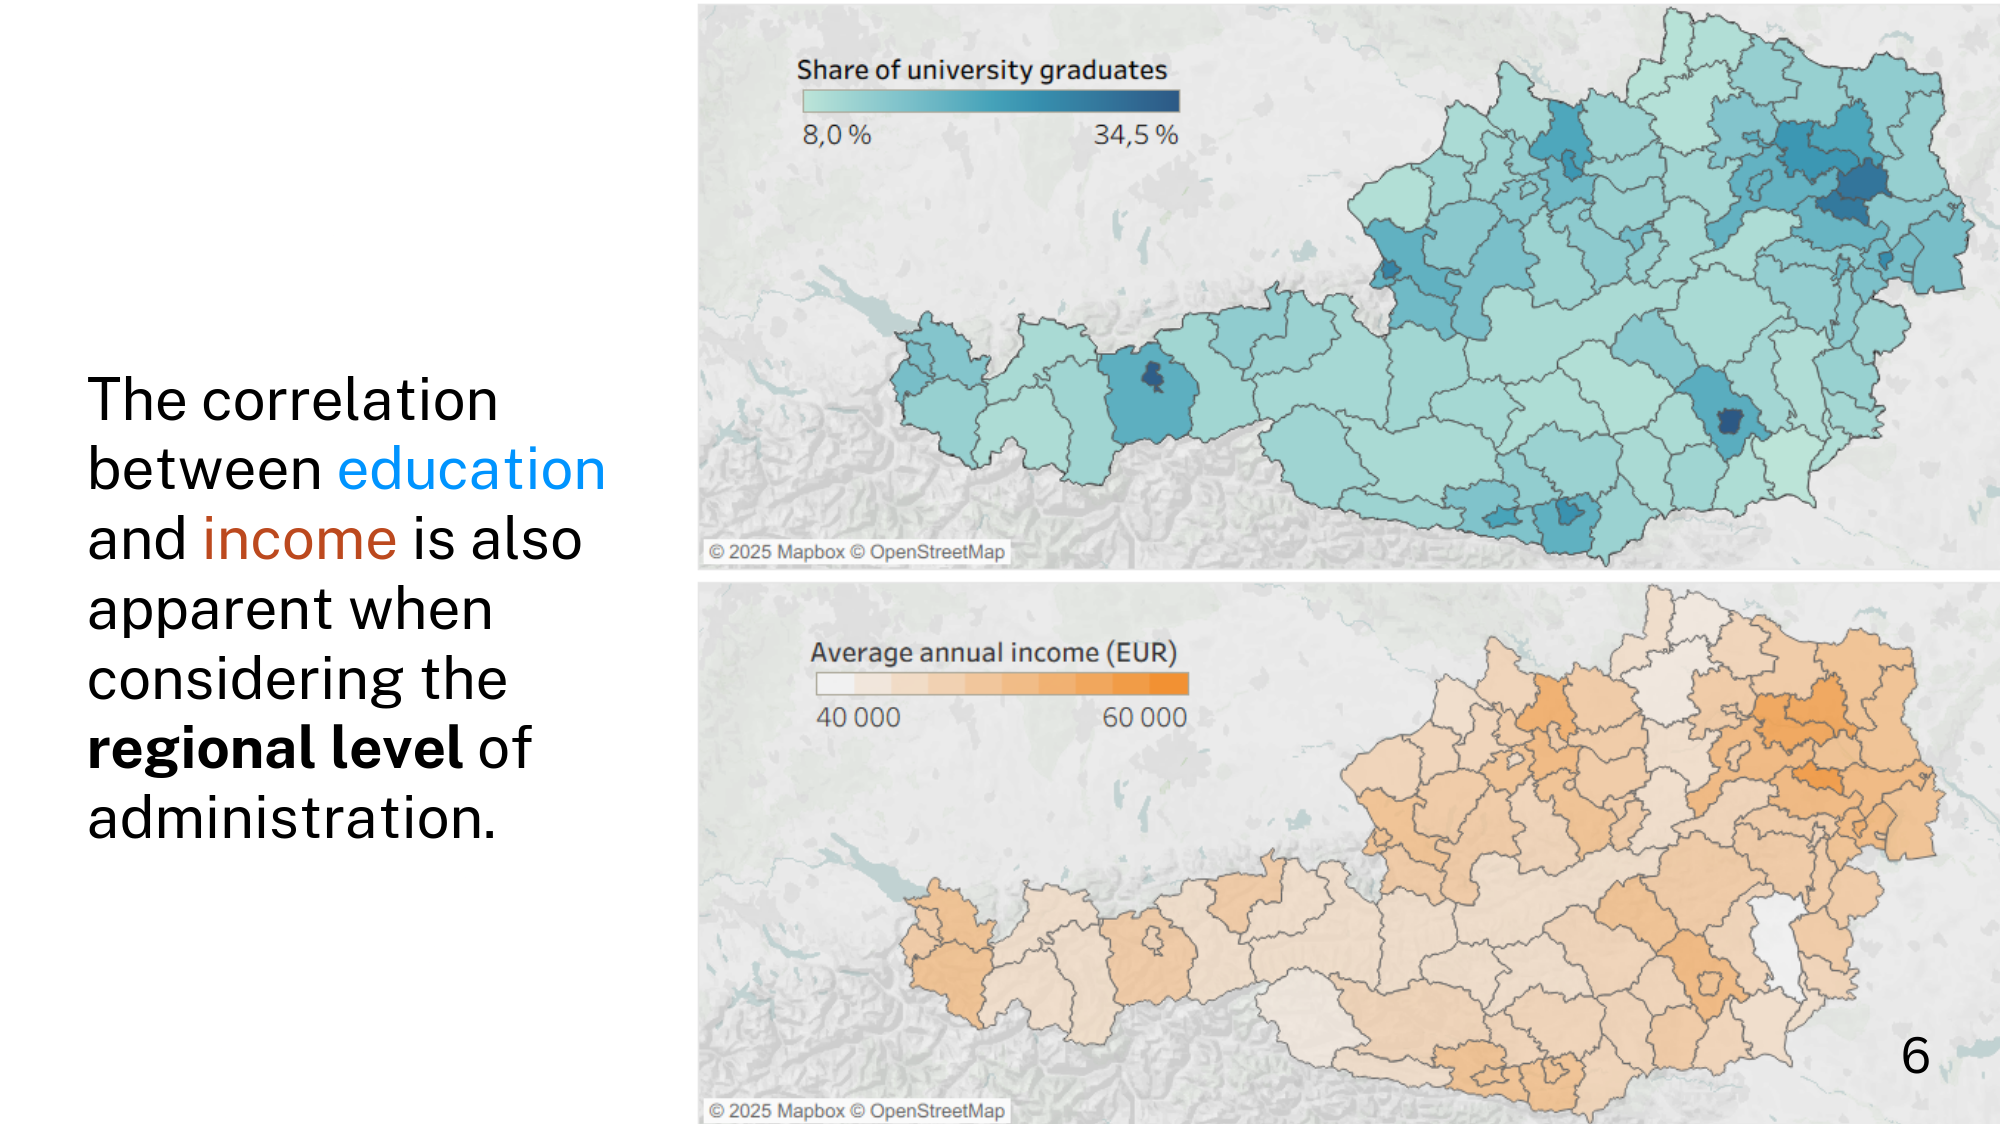 The correlation
between education
and income is also
apparent when
considering the
regional level of
administration.
Share of university graduates
8,0 %
34,5 %
© 2025 Mapbox © OpenStreetMap
Average annual income (EUR)
40 000
60 000
© 2025 Mapbox © OpenStreetMap
6